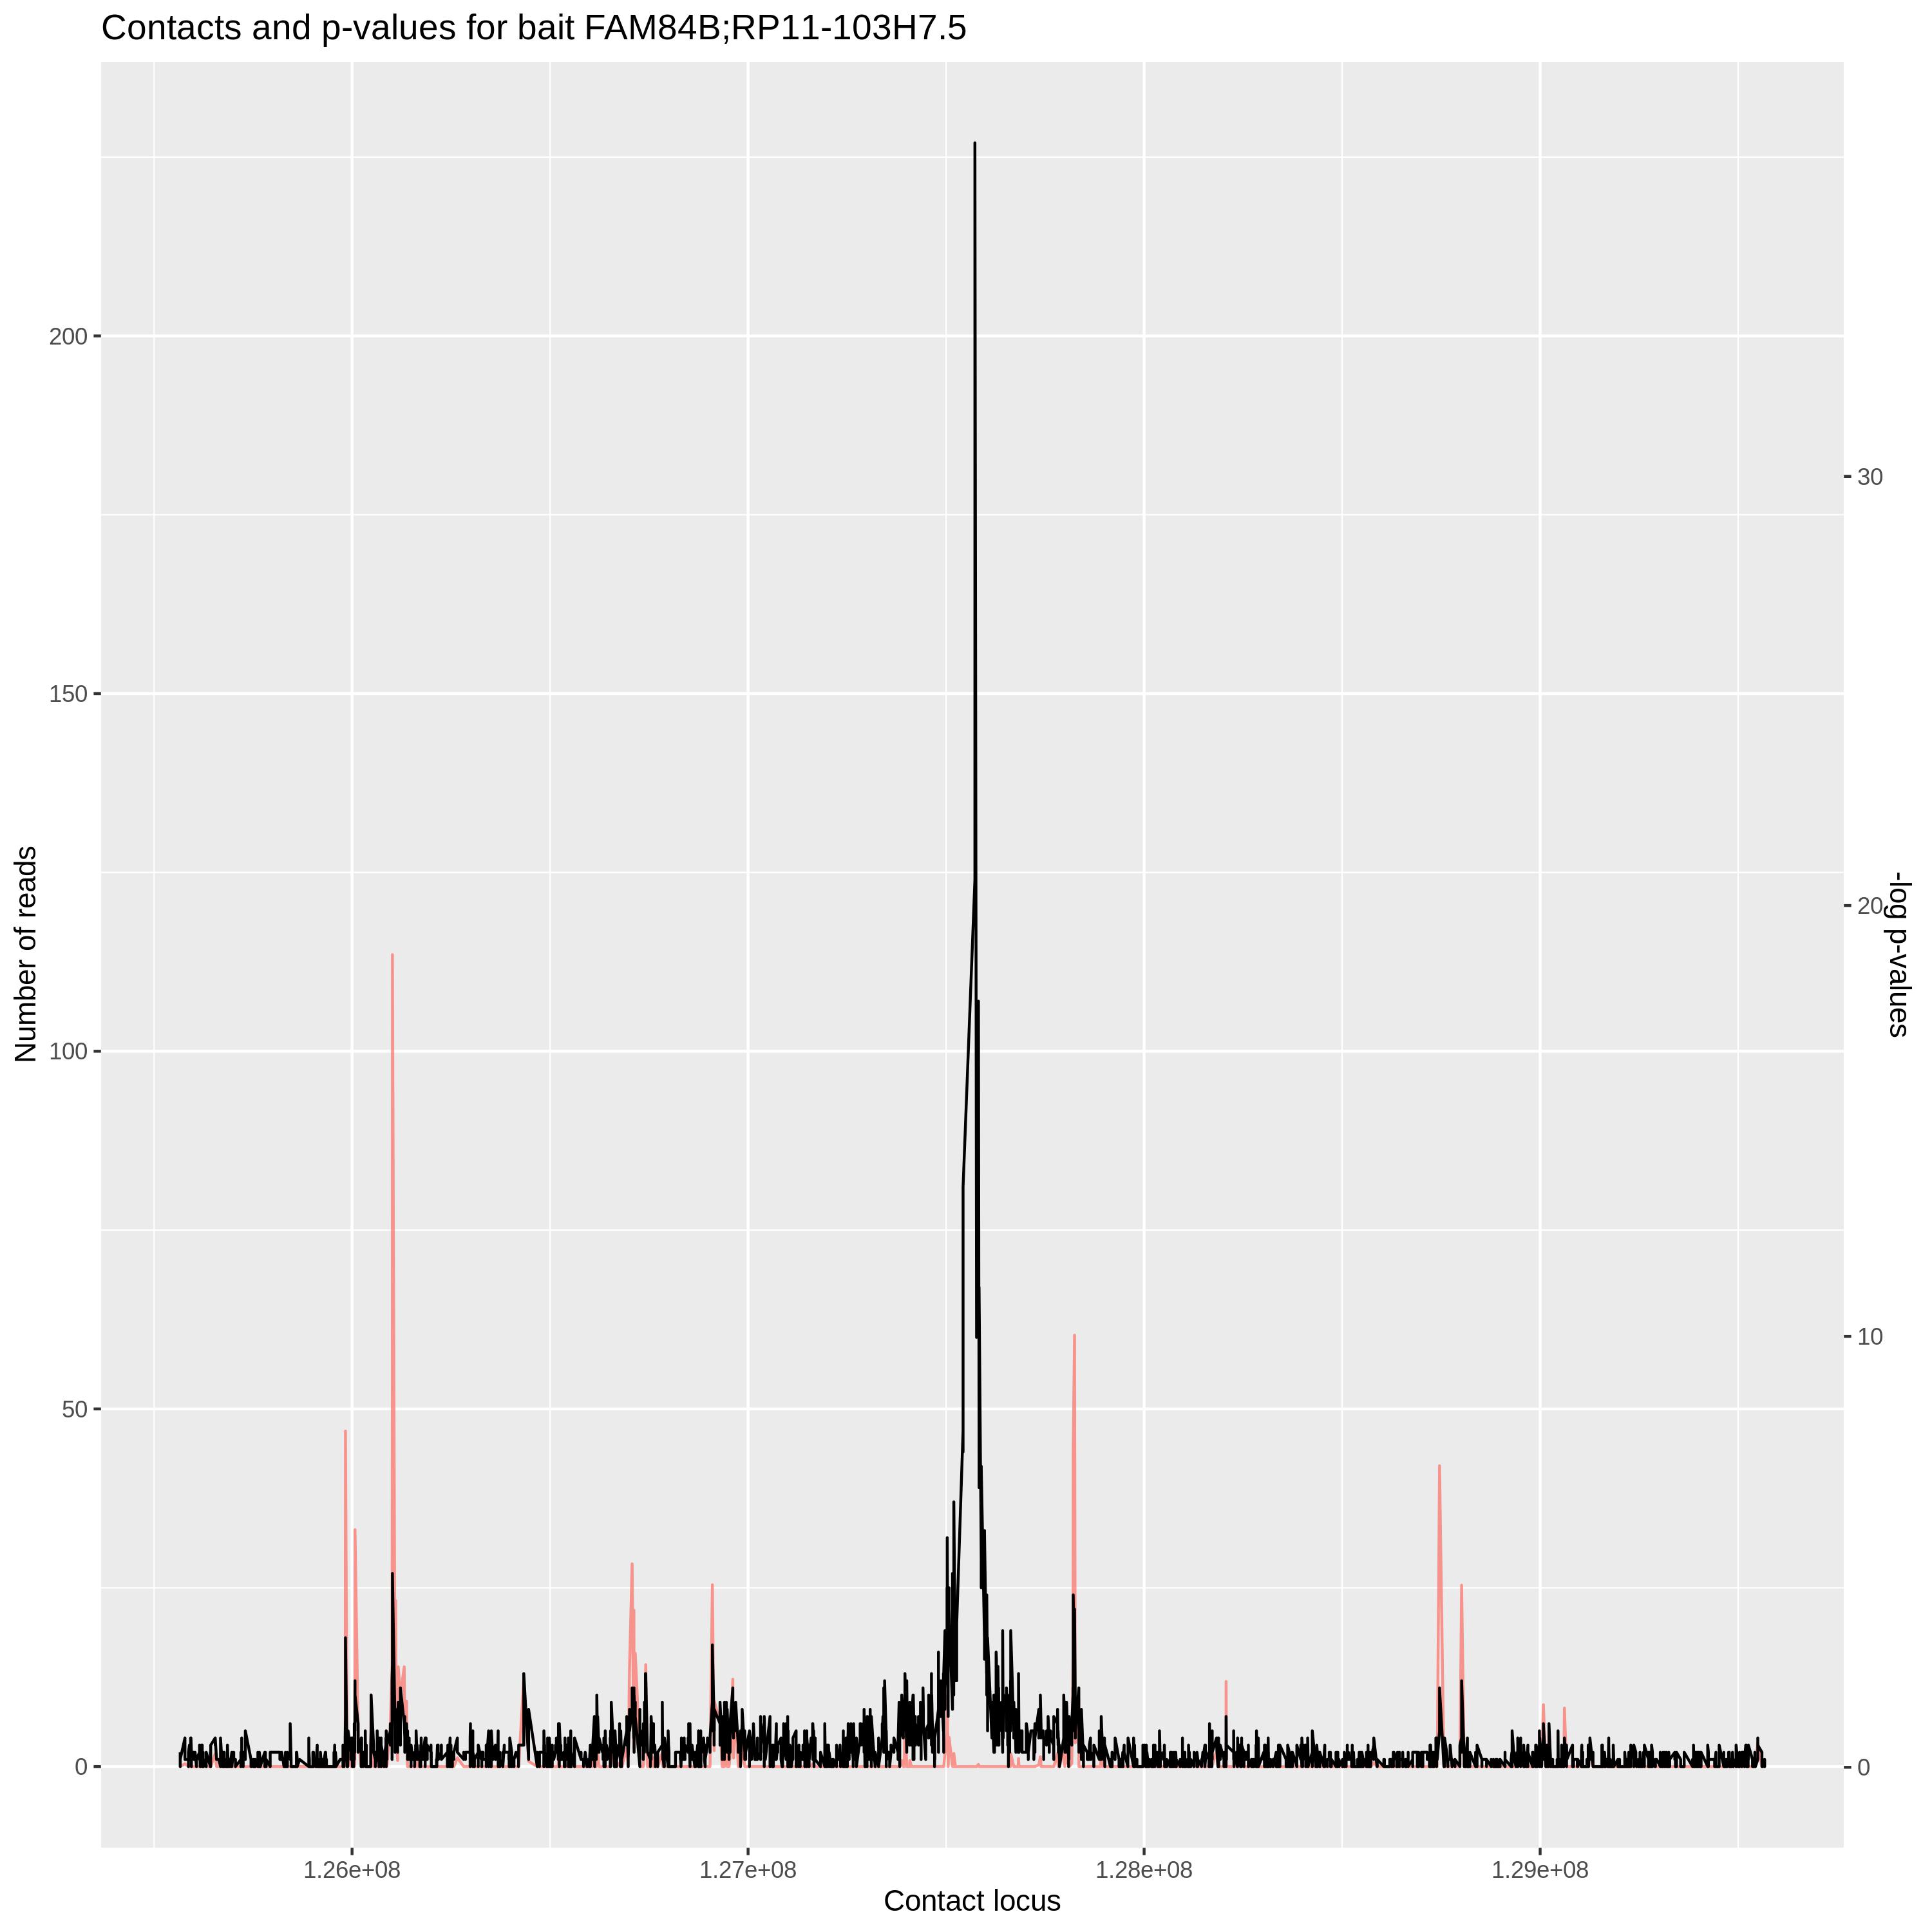 Contacts and p-values for bait FAM84B;RP11-103H7.5
Number of reads
200
150
100
50
0
30
20
10
0
-log p-values
1.26e+08 1.27e+08 1.28e+08 1.29e+08
Contact locus